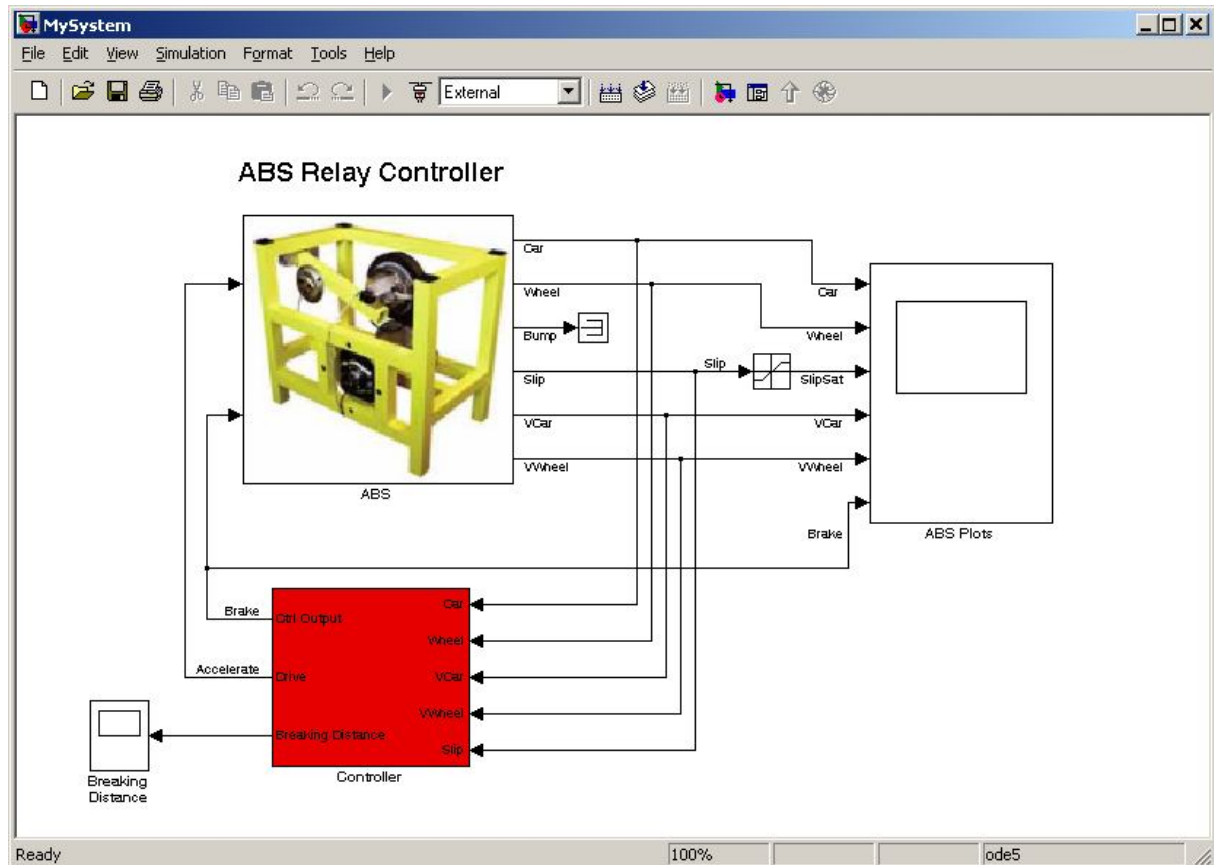 MySystem
File Edit View Simulation Format Tools Help
External
ABS Relay Controller
Car
Wheel
Bump
Slip
VCar
VWheel
ABS
Slip
SlipSat
Car
Wheel
VCar
VWheel
Brake
ABS Plots
Brake
Accelerate
Ctrl Output
Drive
Breaking Distance
Car
Wheel
VCar
VWheel
Slip
Controller
Breaking
Distance
Ready 100% ode5